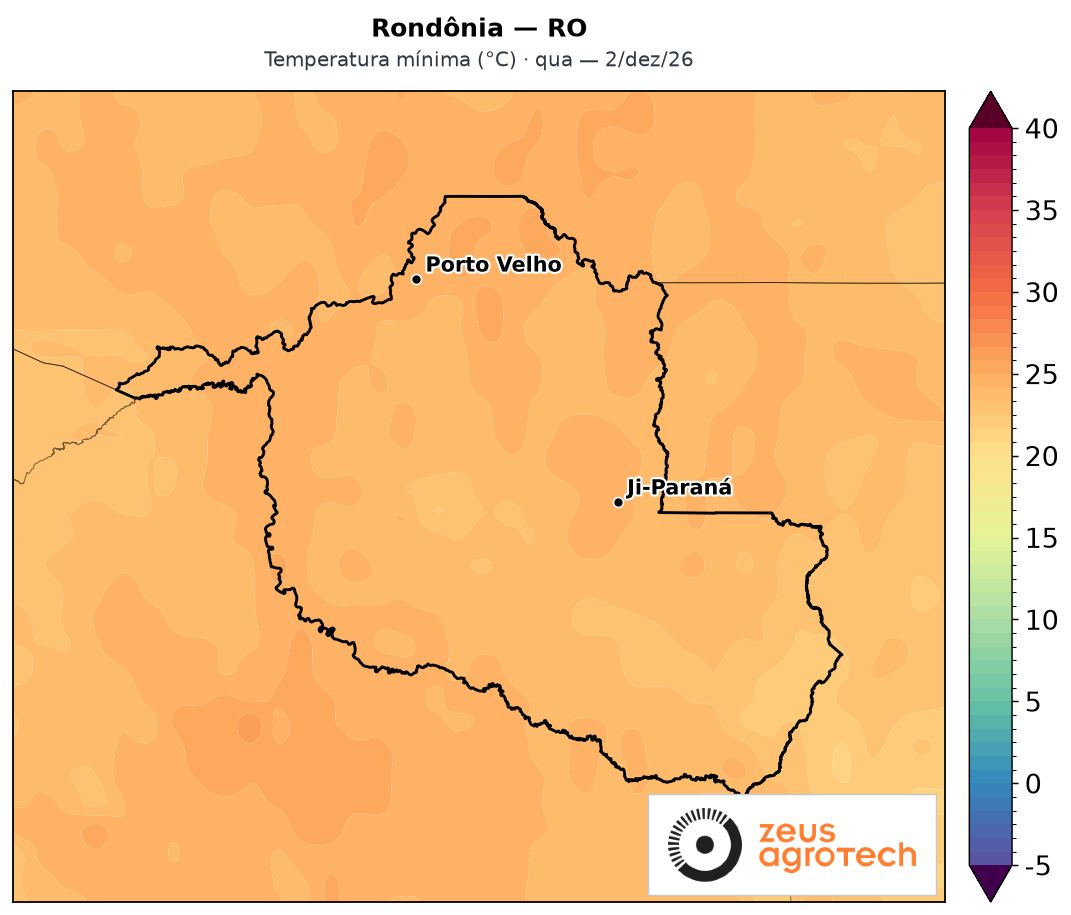 Rondônia — RO
Temperatura mínima (°C) · qua — 2/dez/26
Porto Velho
Ji-Paraná
40
35
30
25
20
15
10
5
0
-5
zeus
agrotech